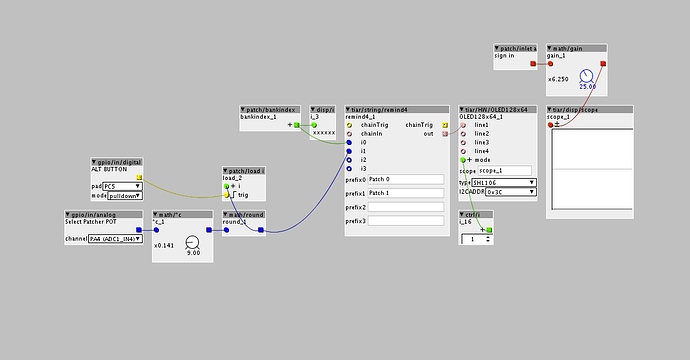 patch/inlet a
sign in
math/gain
gain_1
x6.250
25.00
patch/bankindex
bankindex_1
disp/i
i_3
xxxxxx
tiar/string/remind4
remind4_1
chainTrig
chainTrig
chainIn
out
i0
i1
i2
i3
prefix0 Patch 0
prefix1 Patch 1
prefix2
prefix3
tiar/HW/OLED128x64
OLED128x64_1
line1
line2
line3
line4
mode
scope scope_1
type SH1106
I2CADDR 0x3C
tiar/disp/scope
scope_1
gpio/in/digital
ALT BUTTON
pad PC5
mode pulldown
patch/load i
load_2
i
trig
gpio/in/analog
Select Patcher POT
channel PA4 (ADC1_IN4)
math/*c
*c_1
x0.141
9.00
math/round
round_1
ctrl/i
i_16
1